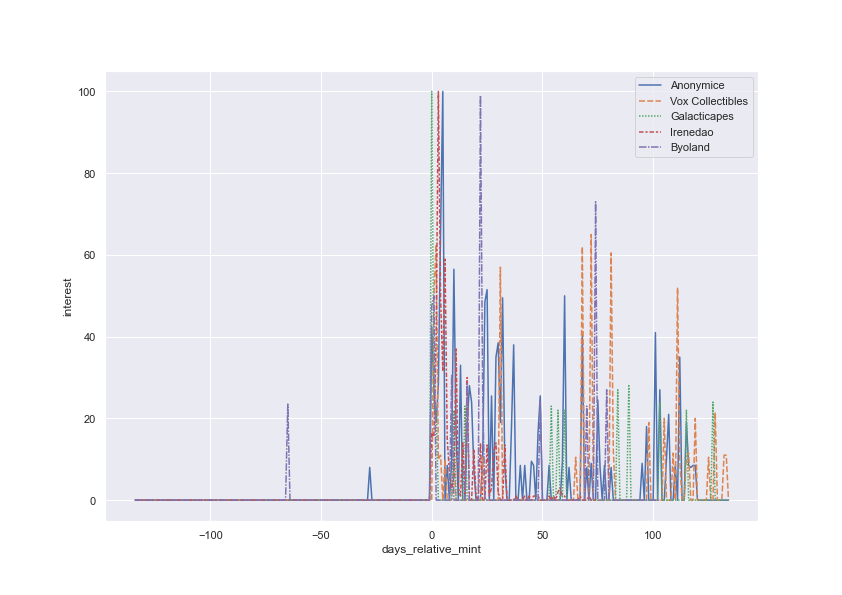 Anonymice
Vox Collectibles
Galacticapes
Irenedao
Byoland
100
80
60
40
20
0
interest
−100
−50
0
50
100
days_relative_mint